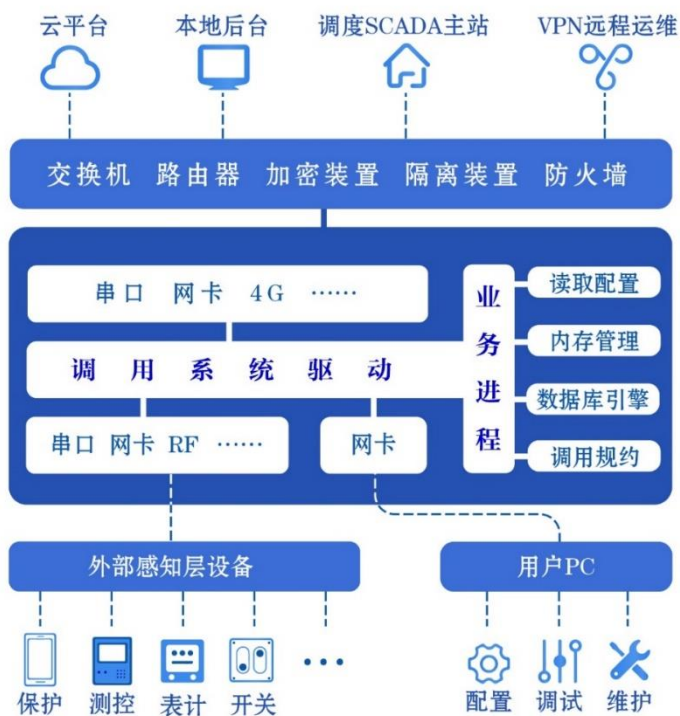 云平台 本地后台 调度SCADA主站 VPN远程运维
交换机 路由器 加密装置 隔离装置 防火墙
串口 网卡 4G ……
调用系统驱动
串口 网卡 RF ……
网卡
业务进程
读取配置
内存管理
数据库引擎
调用规约
外部感知层设备
用户PC
保护 测控 表计 开关
配置 调试 维护